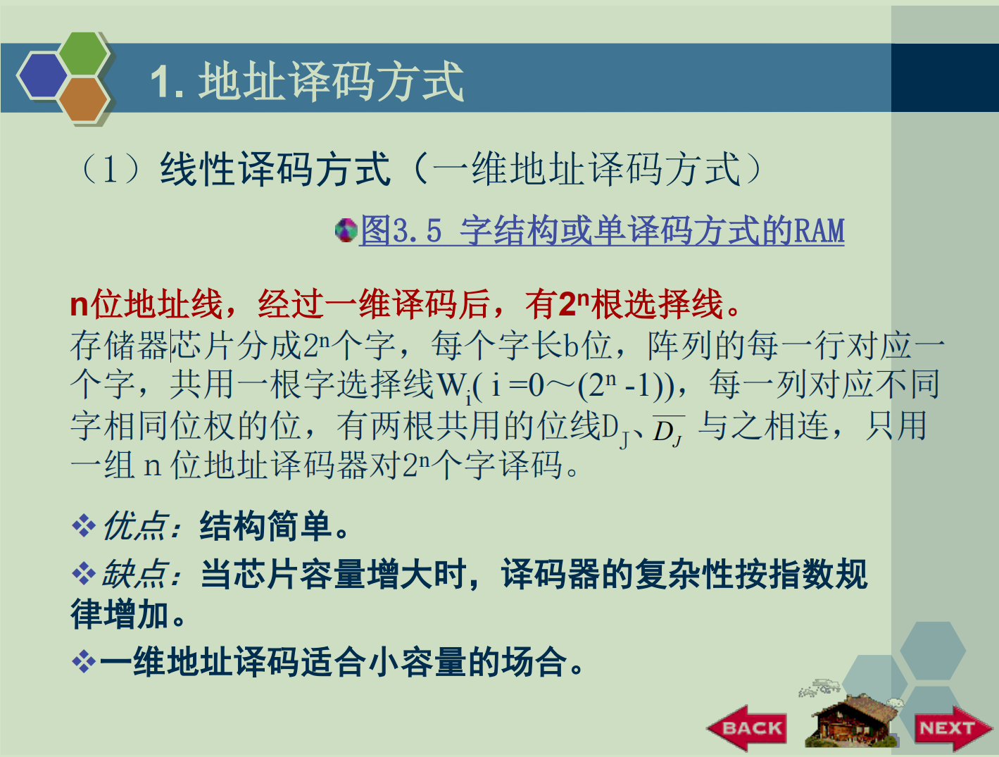 1. 地址译码方式
（1）线性译码方式（一维地址译码方式）
图3.5 字结构或单译码方式的RAM
n位地址线，经过一维译码后，有2ⁿ根选择线。
存储器芯片分成2ⁿ个字，每个字长b位，阵列的每一行对应一
个字，共用一根字选择线Wᵢ( i =0～(2ⁿ -1))，每一列对应不同
字相同位权的位，有两根共用的位线D_J、D̅_J 与之相连，只用
一组 n 位地址译码器对2ⁿ个字译码。
❖优点：结构简单。
❖缺点：当芯片容量增大时，译码器的复杂性按指数规
律增加。
❖一维地址译码适合小容量的场合。
BACK
NEXT